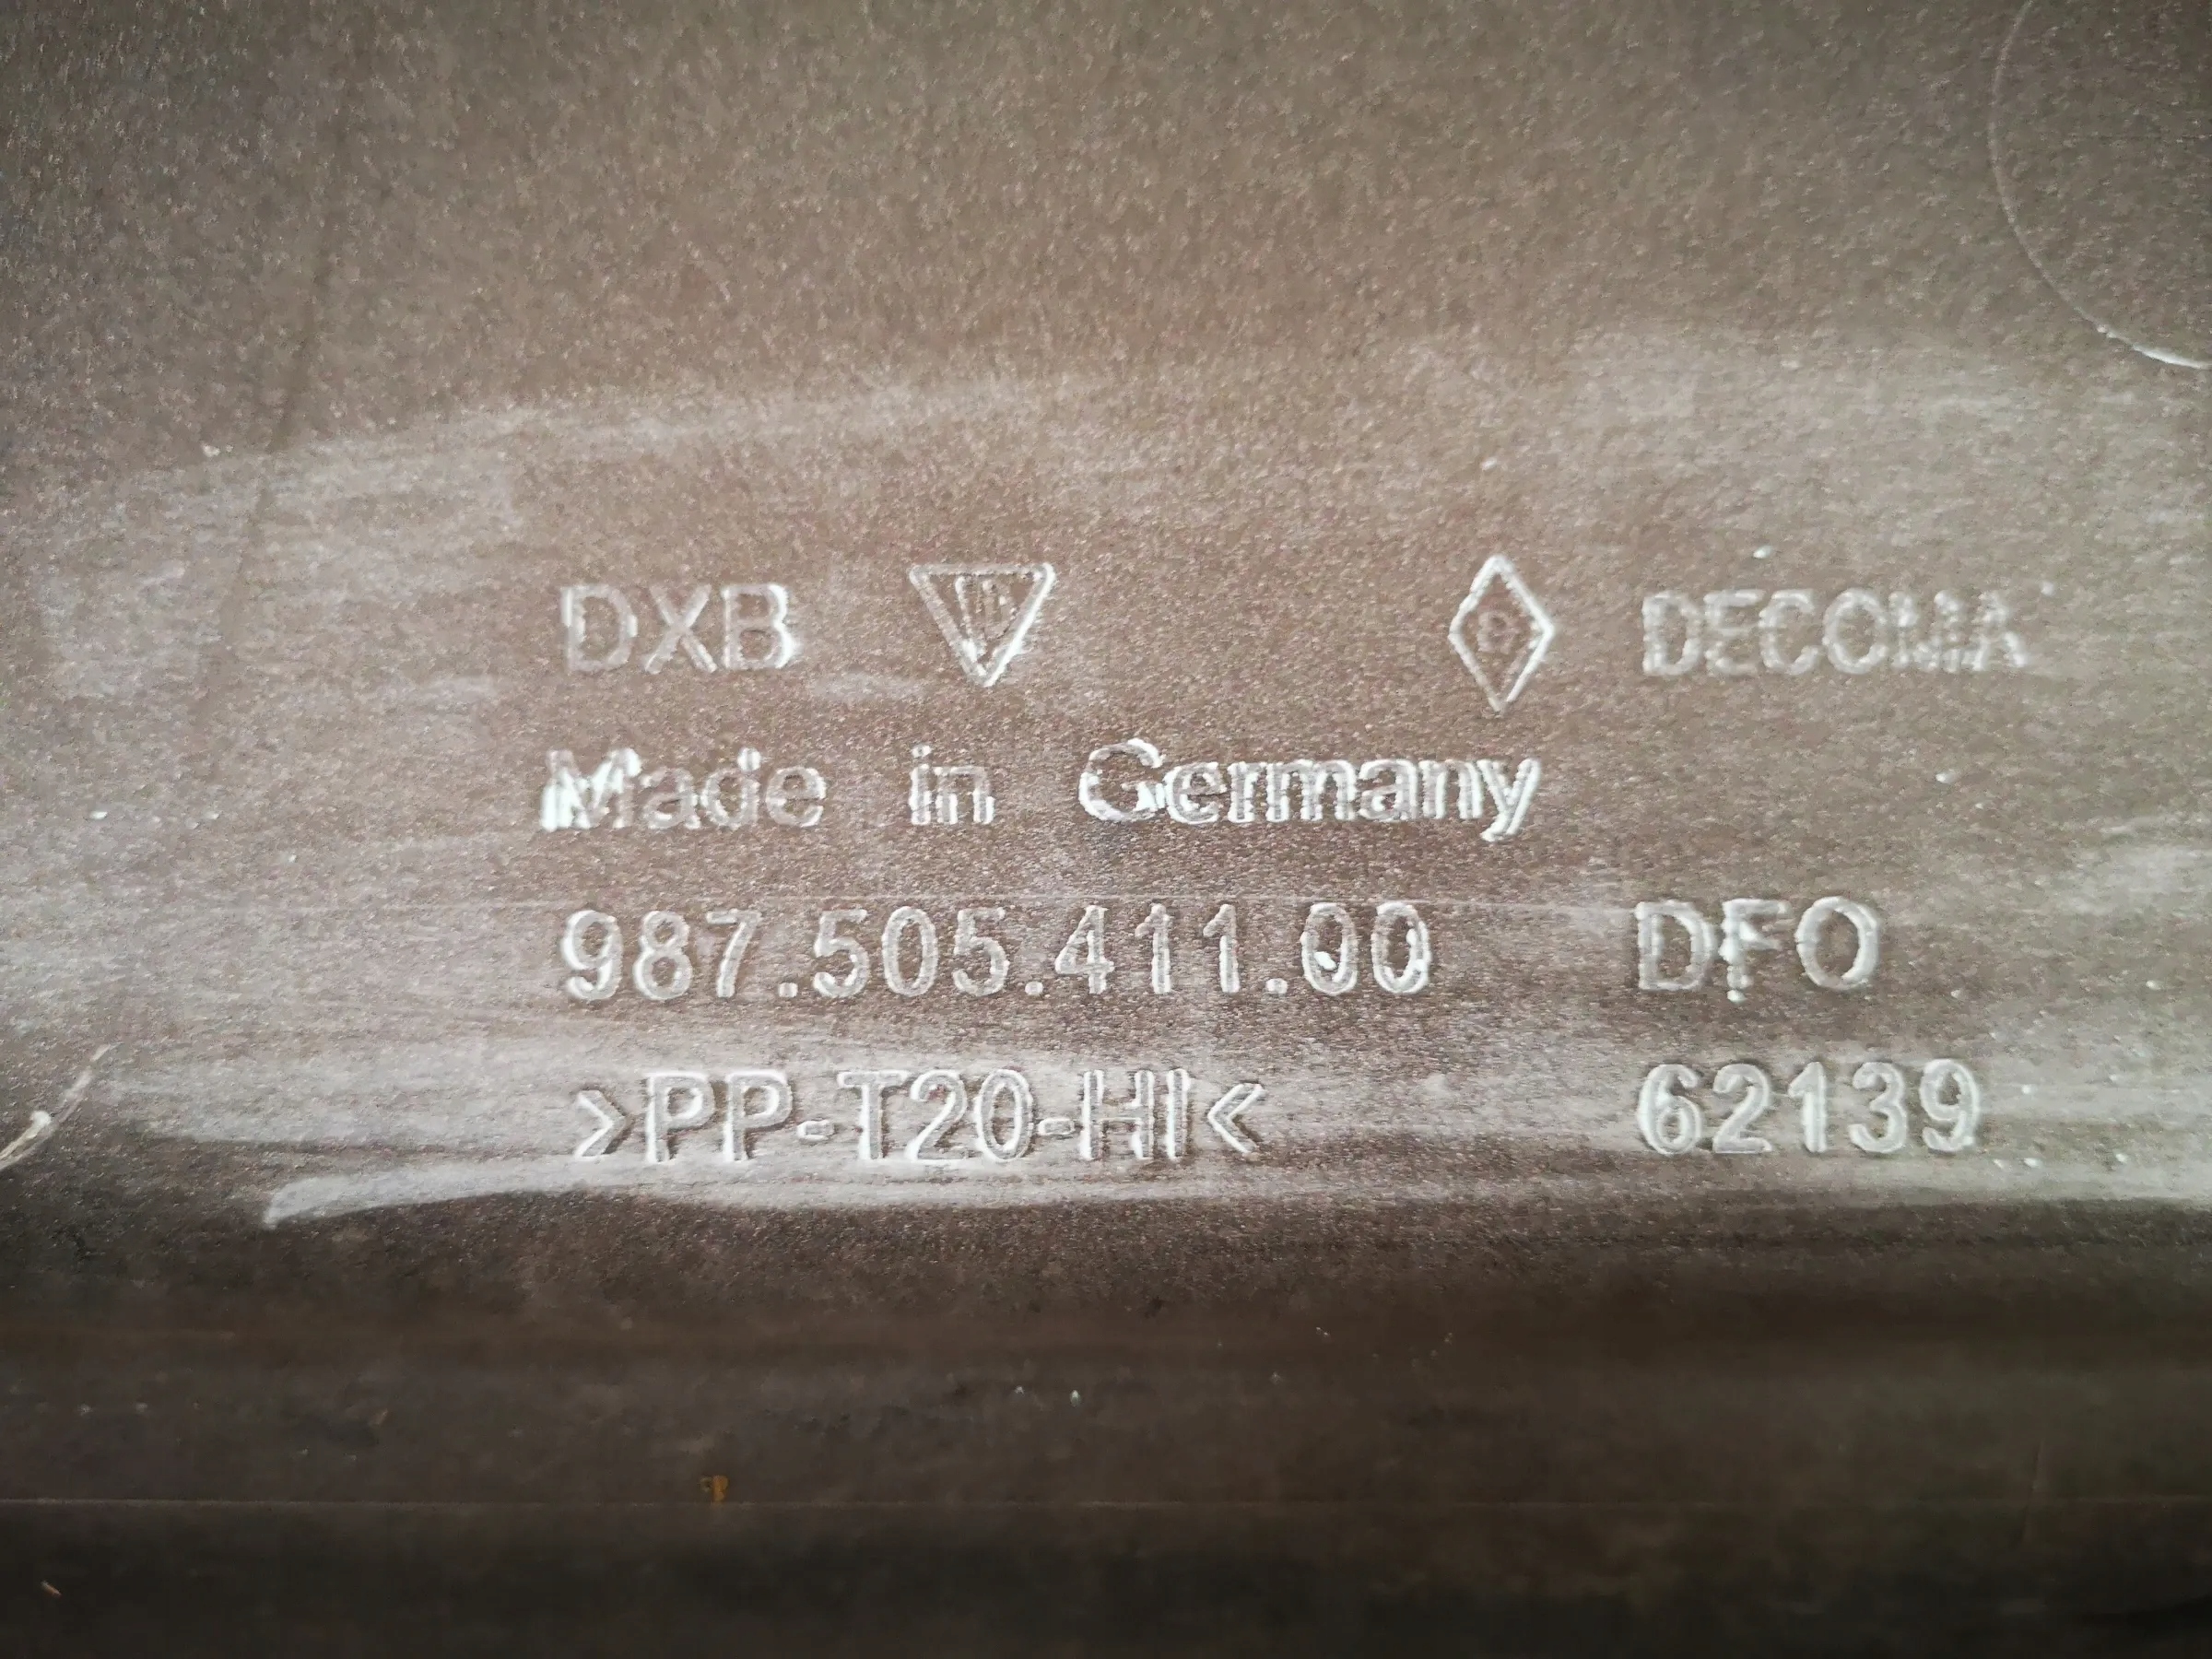 DXB DECOMA
Made in Germany
987.505.411.00 DFO
>PP-T20-HI< 62139